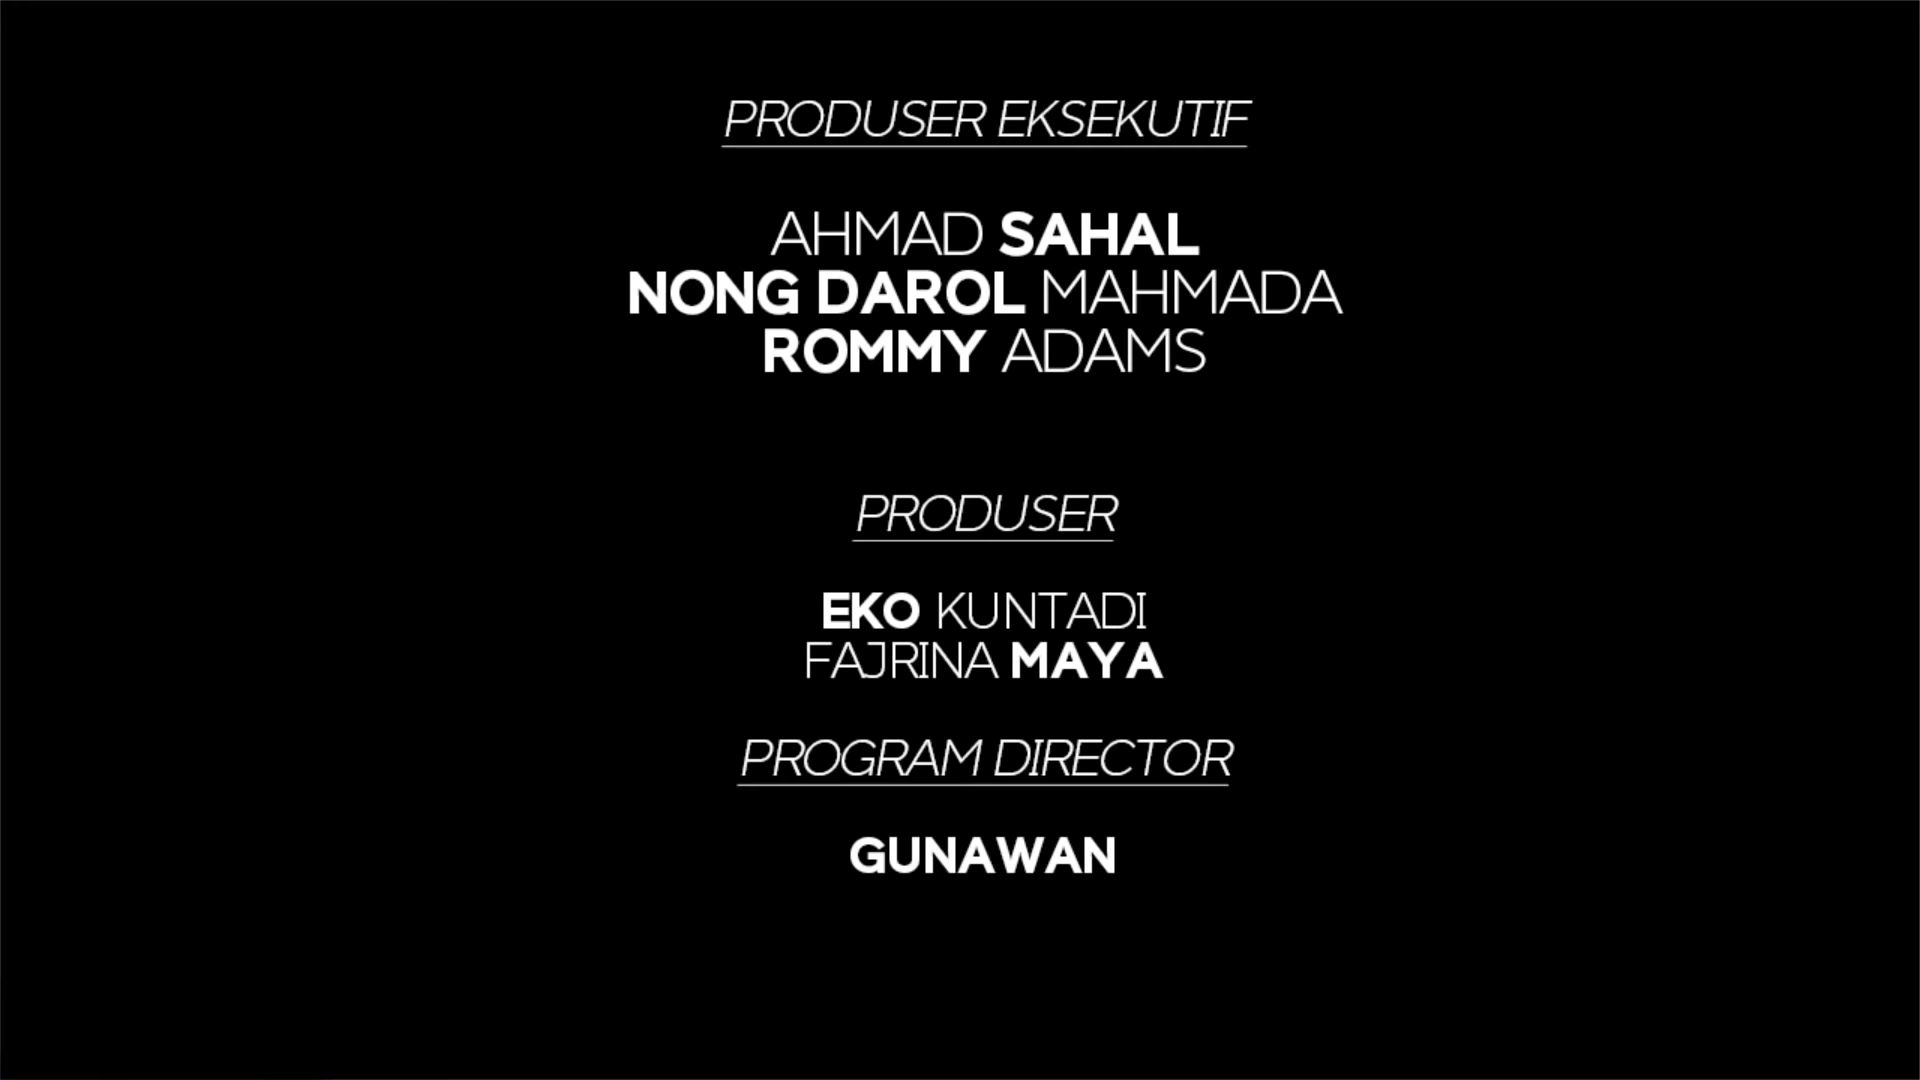 PRODUSER EKSEKUTIF
AHMAD SAHAL
NONG DAROL MAHMADA
ROMMY ADAMS
PRODUSER
EKO KUNTADI
FAJRINA MAYA
PROGRAM DIRECTOR
GUNAWAN